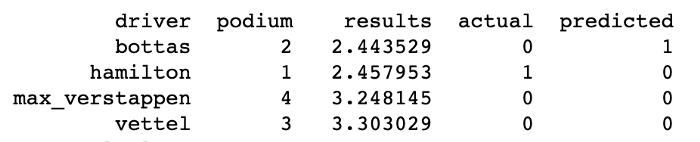 driver podium results actual predicted
bottas 2 2.443529 0 1
hamilton 1 2.457953 1 0
max_verstappen 4 3.248145 0 0
vettel 3 3.303029 0 0